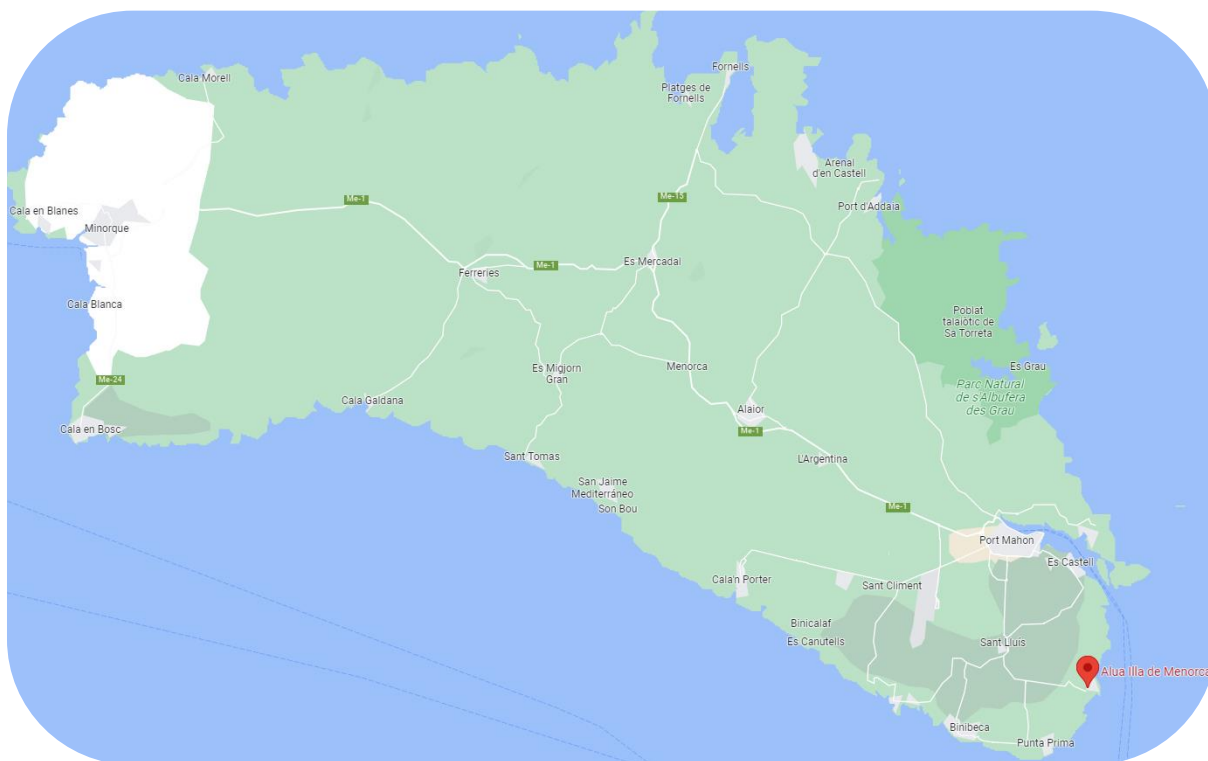 Fornells
Cala Morell
Platges de
Fornells
Arenal
d'en Castell
Me-1
Me-15
Port d'Addaia
Cala en Blanes
Minorque
Es Mercadal
Me-1
Ferreries
Cala Blanca
Poblat
talaiòtic de
Sa Torreta
Es Migjorn
Gran
Menorca
Es Grau
Me-24
Parc Natural
de s'Albufera
des Grau
Cala Galdana
Alaior
Cala en Bosc
Me-1
Sant Tomas
L'Argentina
San Jaime
Mediterráneo
Son Bou
Me-1
Port Mahon
Es Castell
Cala'n Porter
Sant Climent
Binicalaf
Es Canutells
Sant Lluís
Alua Illa de Menorca
Binibeca
Punta Prima